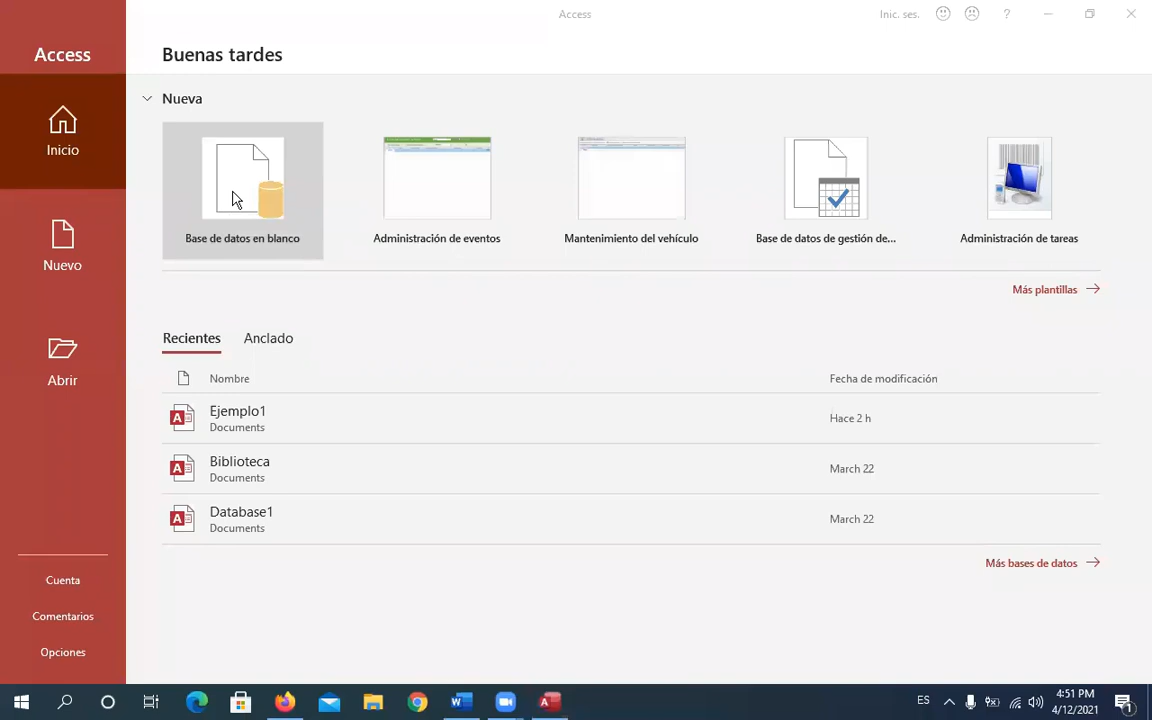 Access
Inic. ses.
?
Access
Buenas tardes
Nueva
Inicio
Base de datos en blanco
Administración de eventos
Mantenimiento del vehículo
Base de datos de gestión de...
Administración de tareas
Nuevo
Más plantillas
Recientes
Anclado
Abrir
Nombre
Fecha de modificación
A
Ejemplo1
Documents
Hace 2 h
A
Biblioteca
Documents
March 22
A
Database1
Documents
March 22
Más bases de datos
Cuenta
Comentarios
Opciones
W
A
ES
4:51 PM
4/12/2021
1